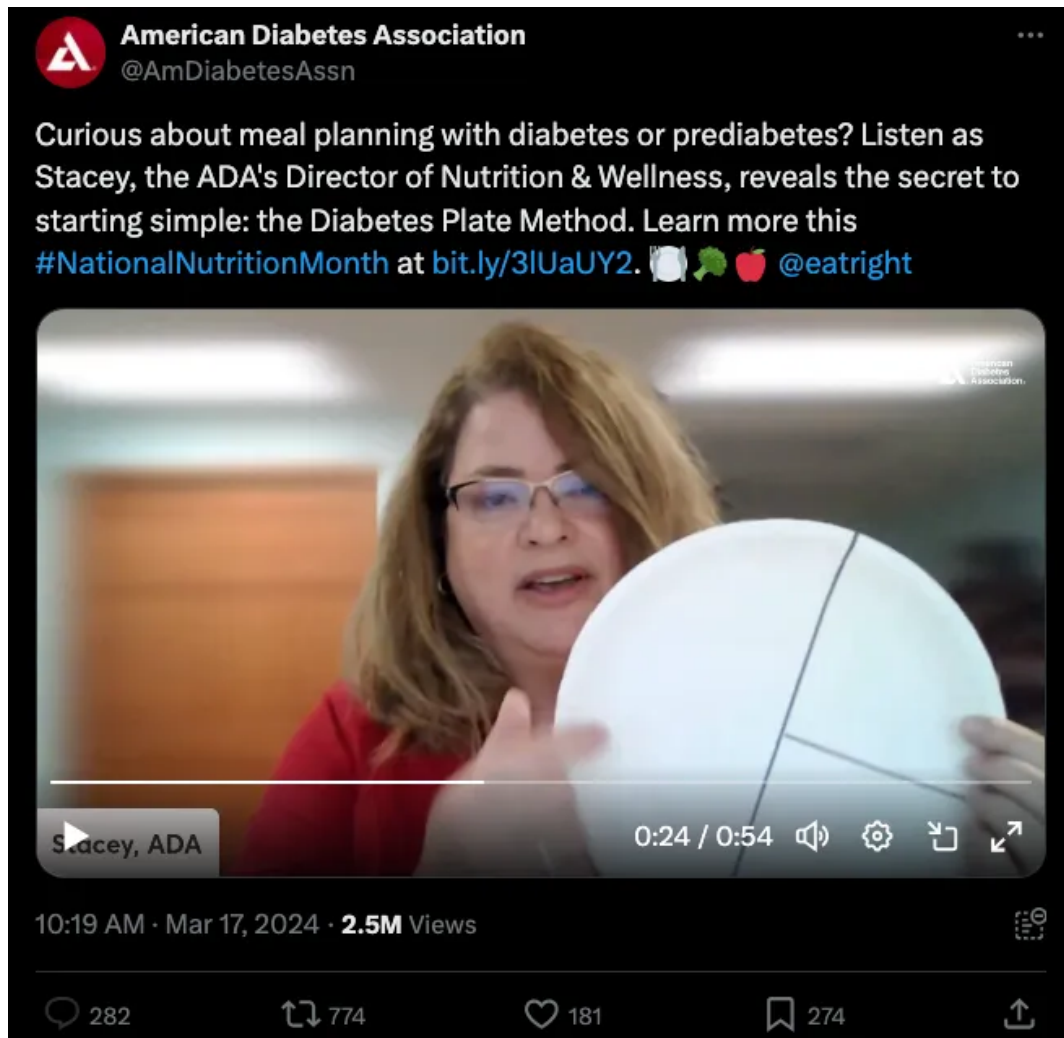 American Diabetes Association
@AmDiabetesAssn
Curious about meal planning with diabetes or prediabetes? Listen as
Stacey, the ADA's Director of Nutrition & Wellness, reveals the secret to
starting simple: the Diabetes Plate Method. Learn more this
#NationalNutritionMonth at bit.ly/3lUaUY2. 🍽️🥦🍎 @eatright
American
Diabetes
Association.
Stacey, ADA
0:24 / 0:54
10:19 AM · Mar 17, 2024 · 2.5M Views
282 774 181 274